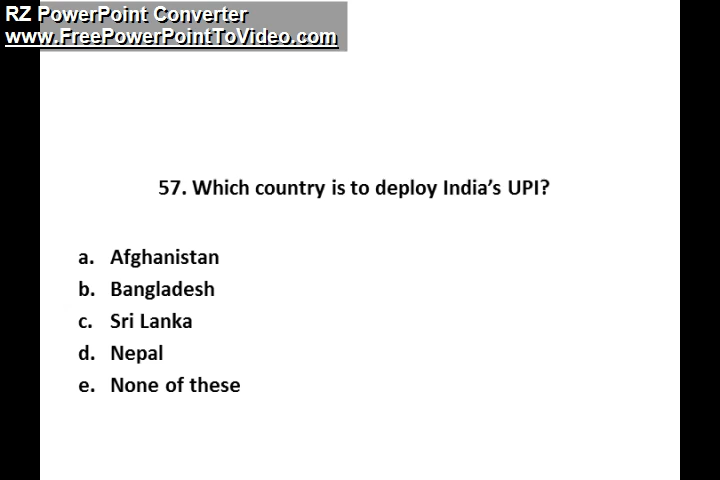 RZ PowerPoint Converter
www.FreePowerPointToVideo.com
57. Which country is to deploy India’s UPI?
a. Afghanistan
b. Bangladesh
c. Sri Lanka
d. Nepal
e. None of these